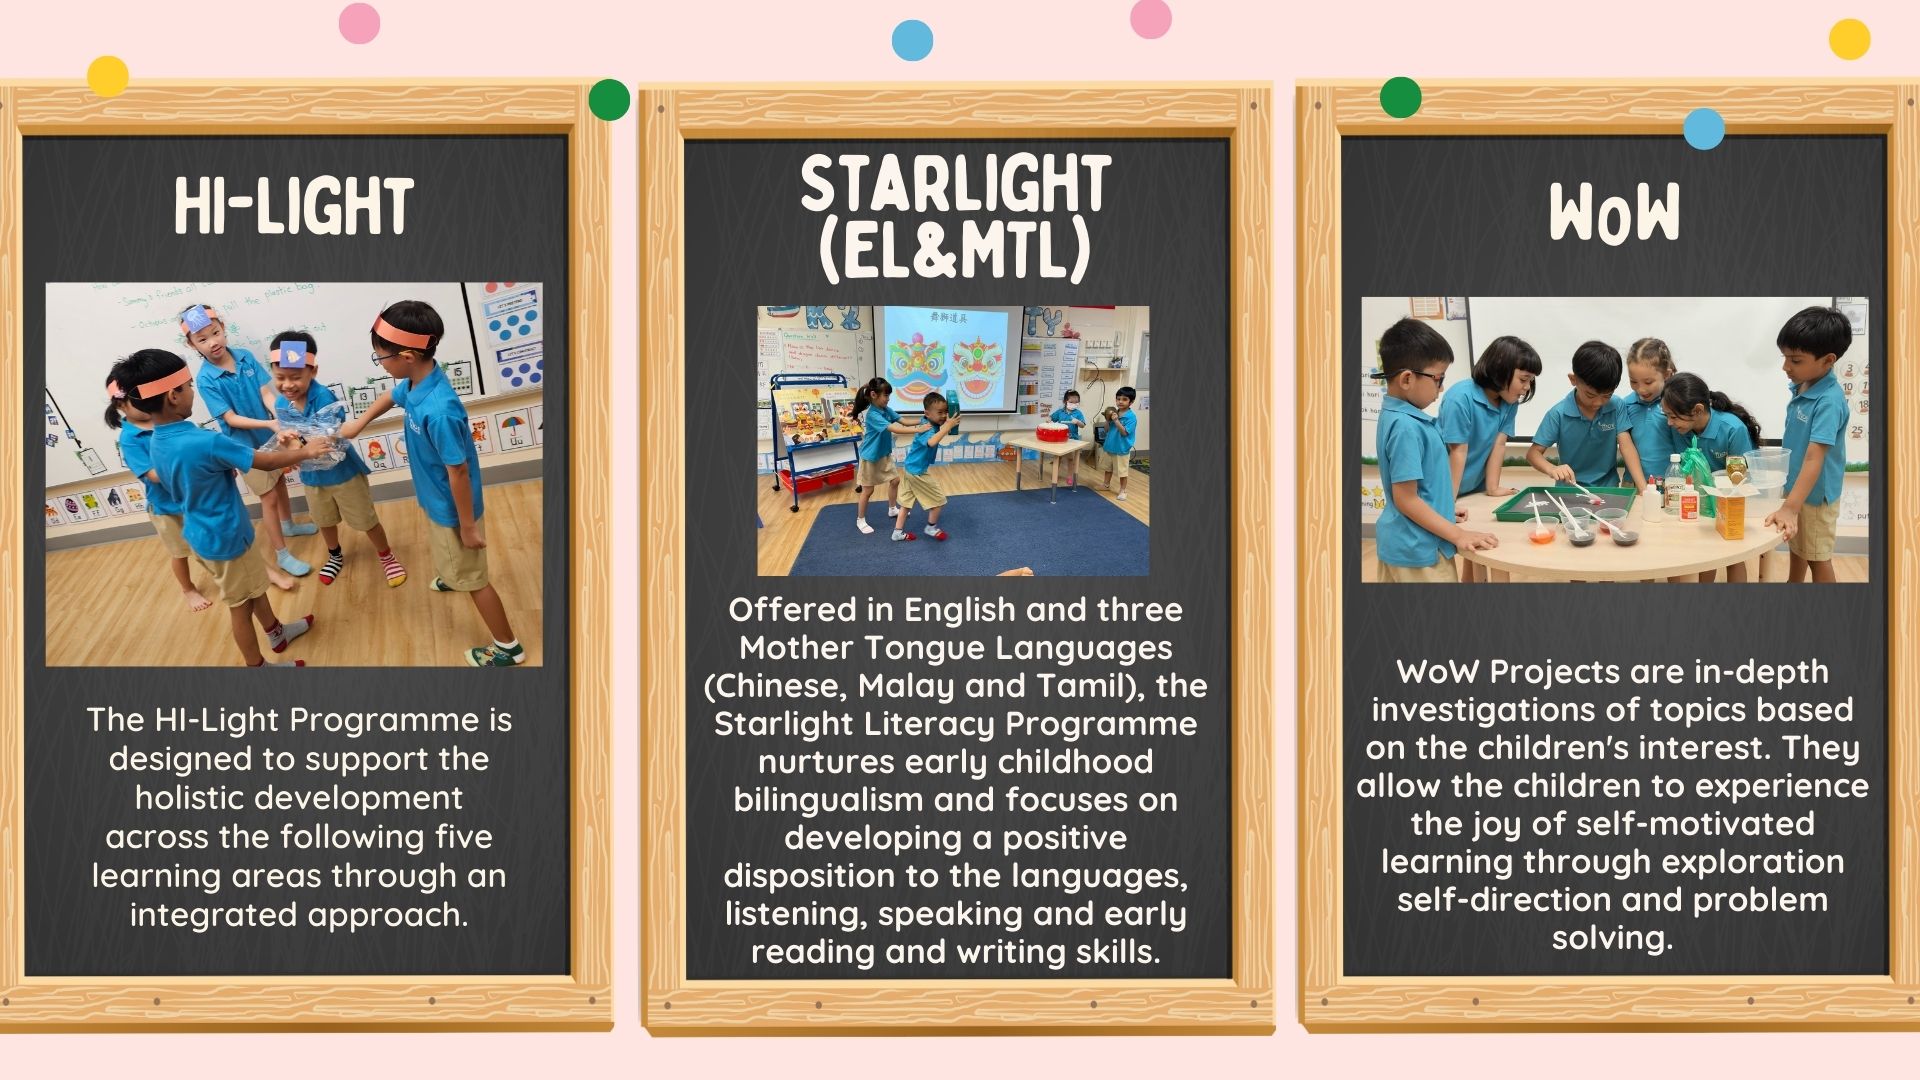 HI-LIGHT
The HI-Light Programme is
designed to support the
holistic development
across the following five
learning areas through an
integrated approach.
STARLIGHT
(EL&MTL)
舞狮道具
Offered in English and three
Mother Tongue Languages
(Chinese, Malay and Tamil), the
Starlight Literacy Programme
nurtures early childhood
bilingualism and focuses on
developing a positive
disposition to the languages,
listening, speaking and early
reading and writing skills.
WoW
WoW Projects are in-depth
investigations of topics based
on the children's interest. They
allow the children to experience
the joy of self-motivated
learning through exploration
self-direction and problem
solving.